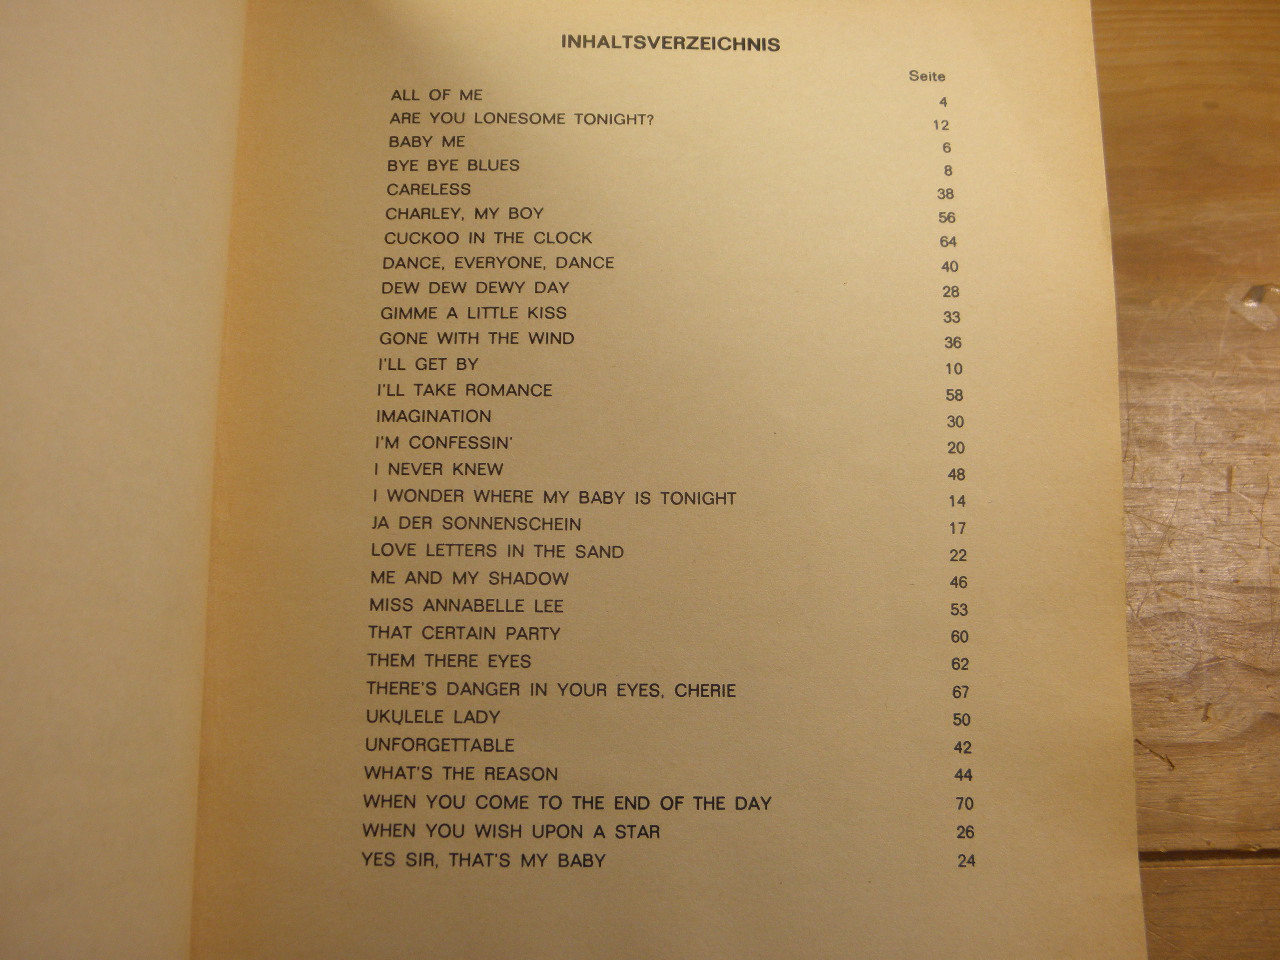 INHALTSVERZEICHNIS
Seite
ALL OF ME 4
ARE YOU LONESOME TONIGHT? 12
BABY ME 6
BYE BYE BLUES 8
CARELESS 38
CHARLEY, MY BOY 56
CUCKOO IN THE CLOCK 64
DANCE, EVERYONE, DANCE 40
DEW DEW DEWY DAY 28
GIMME A LITTLE KISS 33
GONE WITH THE WIND 36
I'LL GET BY 10
I'LL TAKE ROMANCE 58
IMAGINATION 30
I'M CONFESSIN' 20
I NEVER KNEW 48
I WONDER WHERE MY BABY IS TONIGHT 14
JA DER SONNENSCHEIN 17
LOVE LETTERS IN THE SAND 22
ME AND MY SHADOW 46
MISS ANNABELLE LEE 53
THAT CERTAIN PARTY 60
THEM THERE EYES 62
THERE'S DANGER IN YOUR EYES, CHERIE 67
UKULELE LADY 50
UNFORGETTABLE 42
WHAT'S THE REASON 44
WHEN YOU COME TO THE END OF THE DAY 70
WHEN YOU WISH UPON A STAR 26
YES SIR, THAT'S MY BABY 24